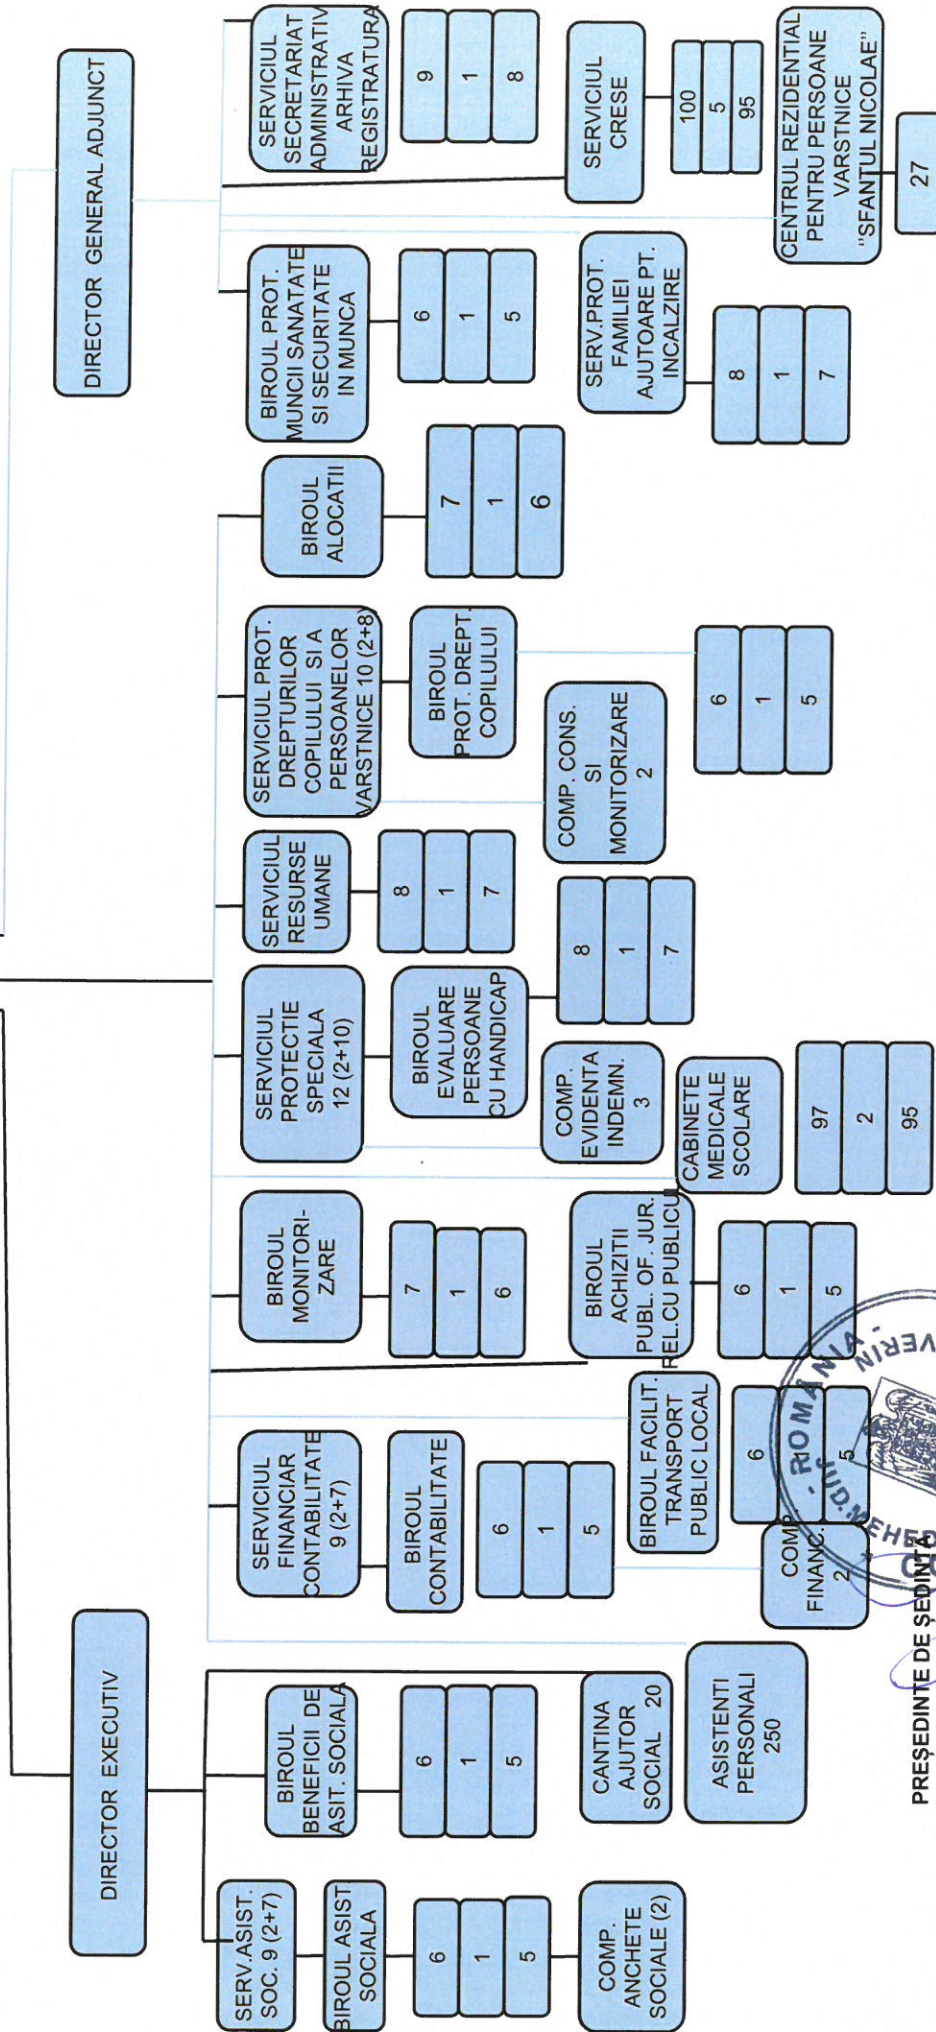 DIRECTOR EXECUTIV
DIRECTOR GENERAL ADJUNCT
SERV.ASIST.
SOC. 9 (2+7)
BIROUL ASIST
SOCIALA
6
1
5
COMP.
ANCHETE
SOCIALE (2)
BIROUL
BENEFICII DE
ASIT. SOCIALA
6
1
5
CANTINA
AJUTOR
SOCIAL 20
ASISTENTI
PERSONALI
250
SERVICIUL
FINANCIAR
CONTABILITATE
9 (2+7)
BIROUL
CONTABILITATE
6
1
5
COMP.
FINANC.
2
BIROUL FACILIT.
TRANSPORT
PUBLIC LOCAL
6
1
5
BIROUL
MONITORI-
ZARE
7
1
6
BIROUL
ACHIZITII
PUBL. OF. JUR.
REL.CU PUBLICUL
6
1
5
CABINETE
MEDICALE
SCOLARE
97
2
95
SERVICIUL
PROTECTIE
SPECIALA
12 (2+10)
BIROUL
EVALUARE
PERSOANE
CU HANDICAP
8
1
7
COMP.
EVIDENTA
INDEMN.
3
SERVICIUL
RESURSE
UMANE
8
1
7
SERVICIUL PROT.
DREPTURILOR
COPILULUI SI A
PERSOANELOR
VARSTNICE 10 (2+8)
BIROUL
PROT. DREPT.
COPILULUI
6
1
5
COMP. CONS.
SI
MONITORIZARE
2
BIROUL
ALOCATII
7
1
6
BIROUL PROT.
MUNCII SANATATE
SI SECURITATE
IN MUNCA
6
1
5
SERV.PROT.
FAMILIEI
AJUTOARE PT.
INCALZIRE
8
1
7
SERVICIUL
SECRETARIAT
ADMINISTRATIV
ARHIVA
REGISTRATURA
9
1
8
SERVICIUL
CRESE
100
5
95
CENTRUL REZIDENTIAL
PENTRU PERSOANE
VARSTNICE
"SFANTUL NICOLAE"
27
PREȘEDINTE DE ȘEDINȚĂ
- ROMÂNIA -